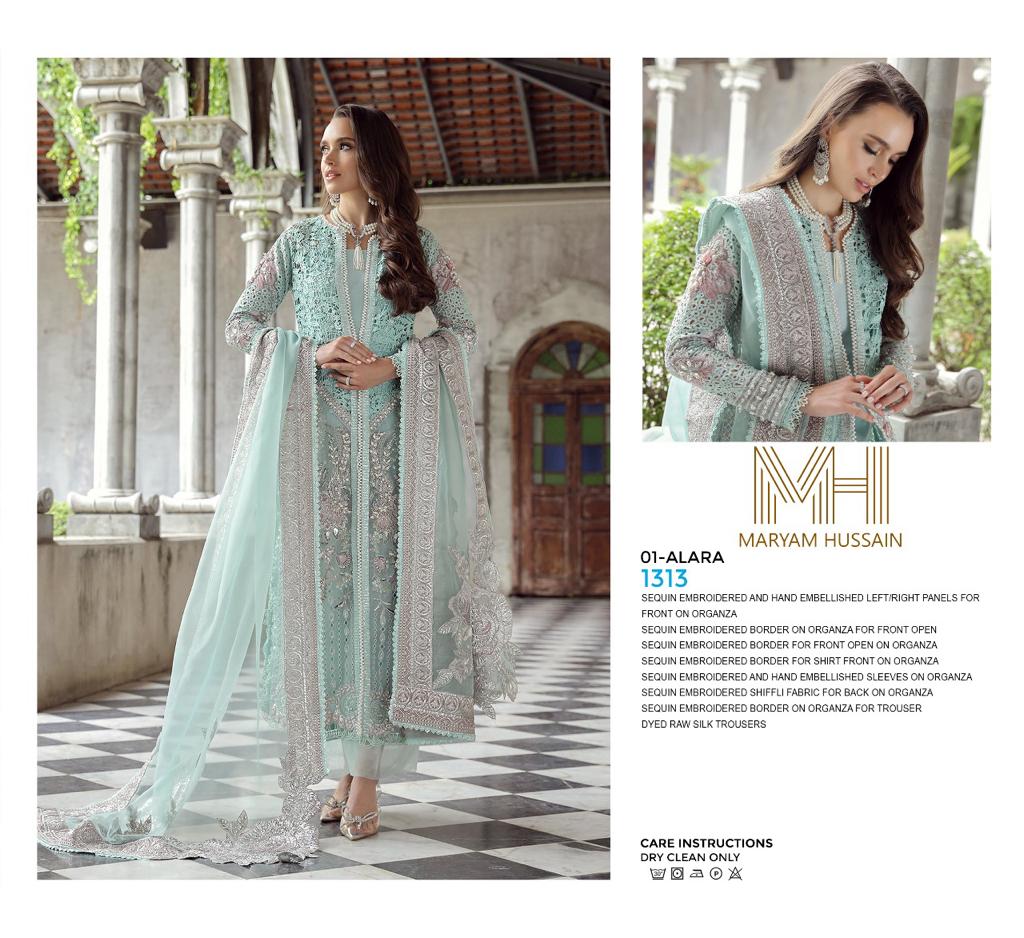 MH
MARYAM HUSSAIN
01-ALARA
1313
SEQUIN EMBROIDERED AND HAND EMBELLISHED LEFT/RIGHT PANELS FOR
FRONT ON ORGANZA
SEQUIN EMBROIDERED BORDER ON ORGANZA FOR FRONT OPEN
SEQUIN EMBROIDERED BORDER FOR FRONT OPEN ON ORGANZA
SEQUIN EMBROIDERED BORDER FOR SHIRT FRONT ON ORGANZA
SEQUIN EMBROIDERED AND HAND EMBELLISHED SLEEVES ON ORGANZA
SEQUIN EMBROIDERED SHIFFLI FABRIC FOR BACK ON ORGANZA
SEQUIN EMBROIDERED BORDER ON ORGANZA FOR TROUSER
DYED RAW SILK TROUSERS
CARE INSTRUCTIONS
DRY CLEAN ONLY